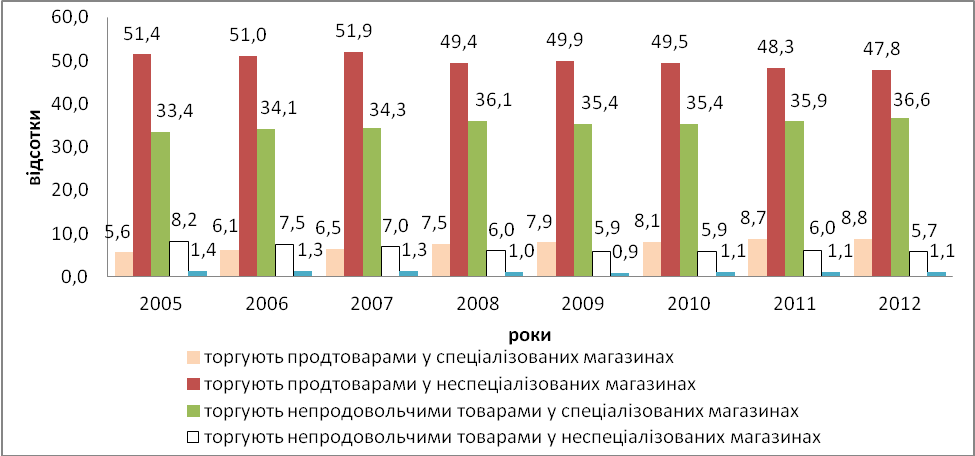 60,0
50,0
40,0
30,0
20,0
10,0
0,0
відсотки
51,4 51,0 51,9 49,4 49,9 49,5 48,3 47,8
33,4 34,1 34,3 36,1 35,4 35,4 35,9 36,6
5,6 8,2 1,4 6,1 7,5 1,3 6,5 7,0 1,3 7,5 6,0 1,0 7,9 5,9 0,9 8,1 5,9 1,1 8,7 6,0 1,1 8,8 5,7 1,1
2005 2006 2007 2008 2009 2010 2011 2012
роки
торгують продтоварами у спеціалізованих магазинах
торгують продтоварами у неспеціалізованих магазинах
торгують непродовольчими товарами у спеціалізованих магазинах
торгують непродовольчими товарами у неспеціалізованих магазинах